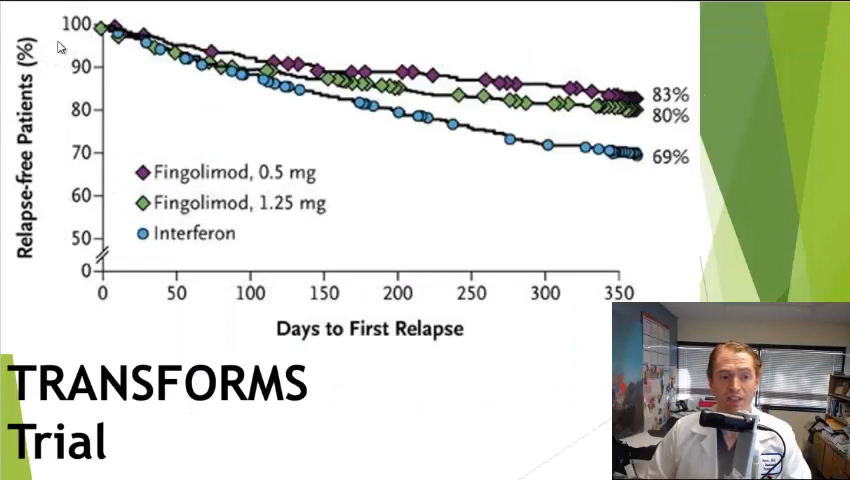 Relapse-free Patients (%)
100
90
80
70
60
50
0
83%
80%
69%
Fingolimod, 0.5 mg
Fingolimod, 1.25 mg
Interferon
0 50 100 150 200 250 300 350
Days to First Relapse
TRANSFORMS
Trial